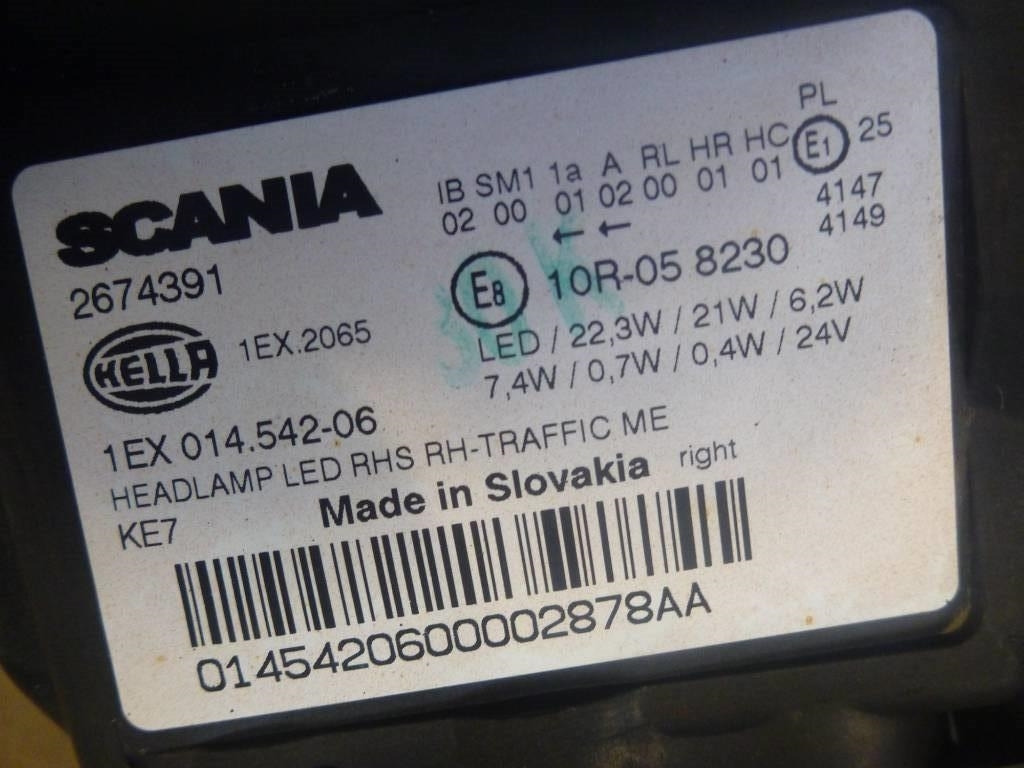 SCANIA
2674391
HELLA 1EX.2065
1EX 014.542-06
HEADLAMP LED RHS RH-TRAFFIC ME
KE7
Made in Slovakia right
0145420600002878AA
PL
IB SM1 1a A RL HR HC E1 25
02 00 01 02 00 01 01
← ←
4147
4149
E8 10R-05 8230
LED / 22,3W / 21W / 6,2W
7,4W / 0,7W / 0,4W / 24V